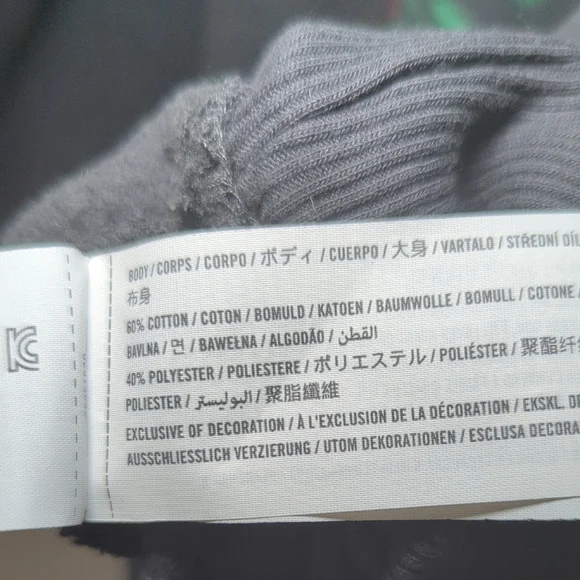 BODY / CORPS / CORPO / ボディ / CUERPO / 大身 / VARTALO / STŘEDNÍ DÍL
布身
60% COTTON / COTON / BOMULD / KATOEN / BAUMWOLLE / BOMULL / COTONE /
BAVLNA / 면 / BAWEŁNA / ALGODÃO / القطن
40% POLYESTER / POLIESTERE / ポリエステル / POLIÉSTER / 聚酯纤
POLIESTER / البوليستر / 聚脂纖維
EXCLUSIVE OF DECORATION / À L'EXCLUSION DE LA DÉCORATION / EKSKL.
AUSSCHLIESSLICH VERZIERUNG / UTOM DEKORATIONEN / ESCLUSA DECORA